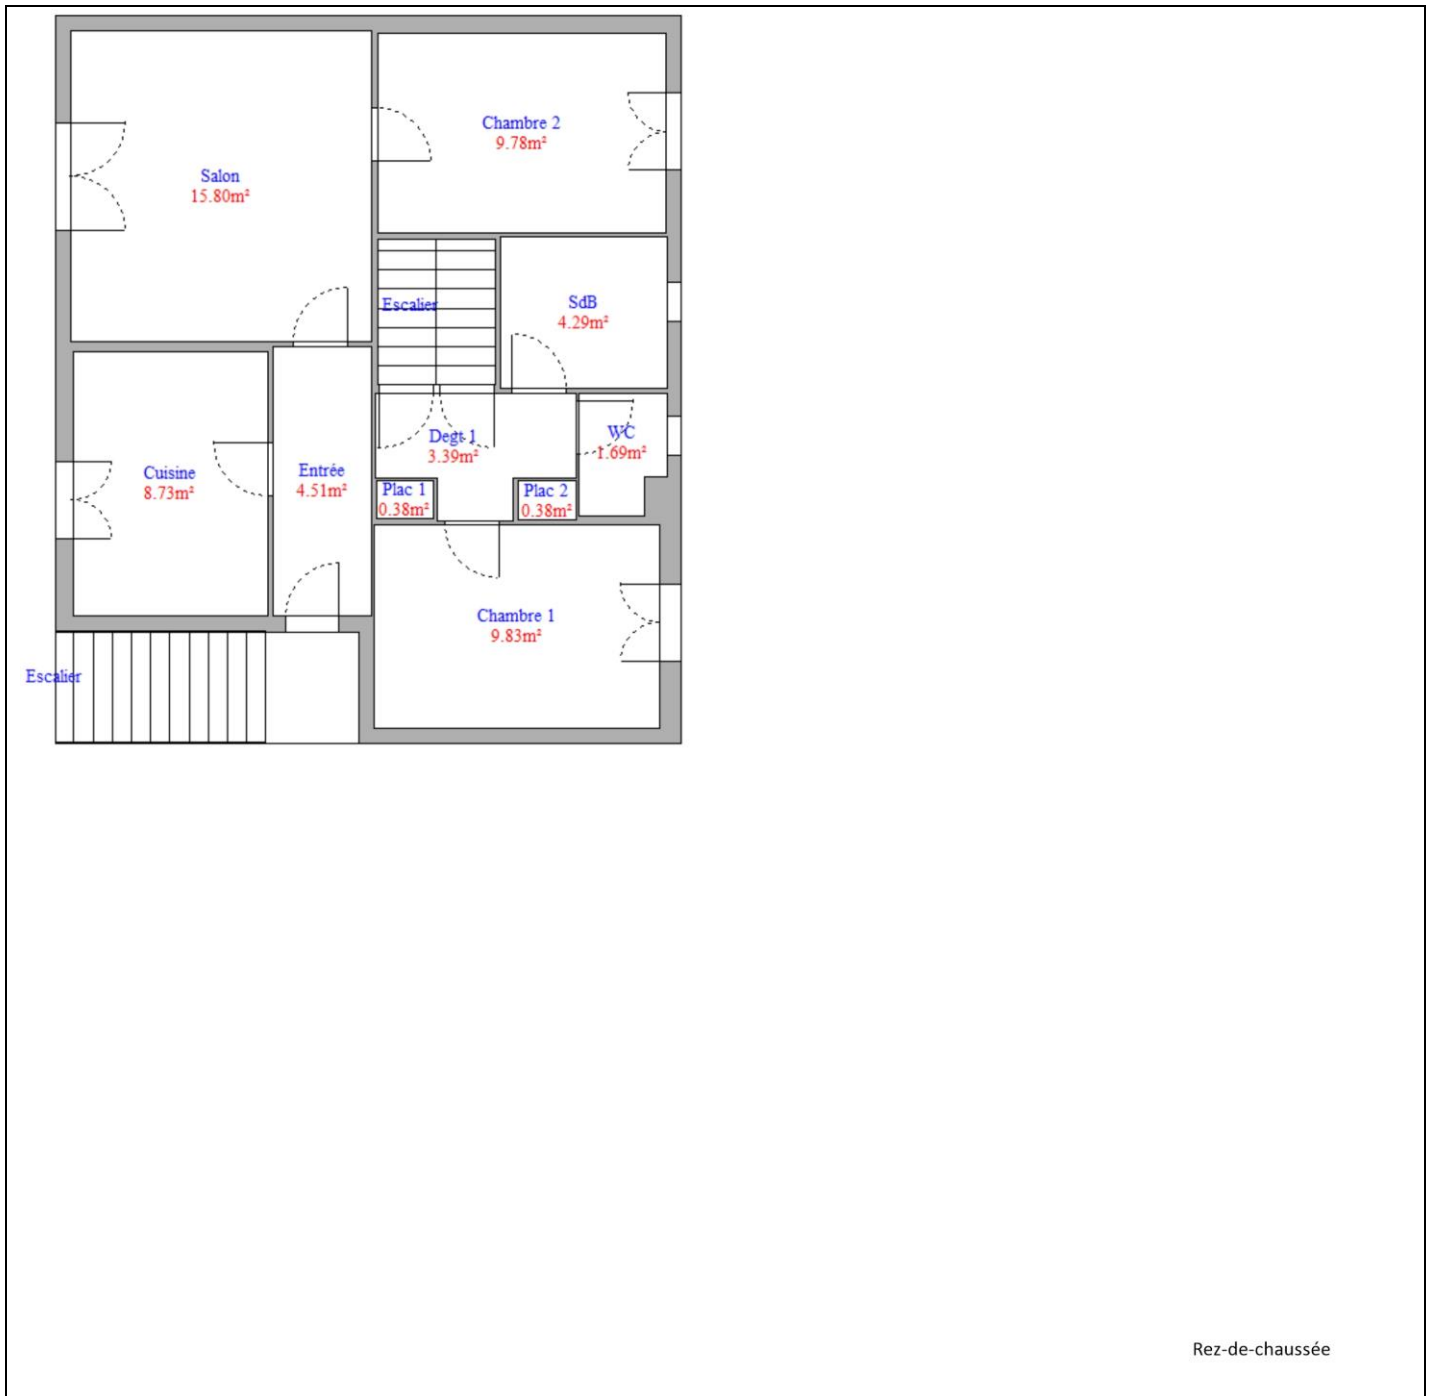 Chambre 2
9.78m²
Salon
15.80m²
Escalier
SdB
4.29m²
Degt 1
3.39m²
WC
1.69m²
Cuisine
8.73m²
Entrée
4.51m²
Plac 1
0.38m²
Plac 2
0.38m²
Chambre 1
9.83m²
Escalier
Rez-de-chaussée